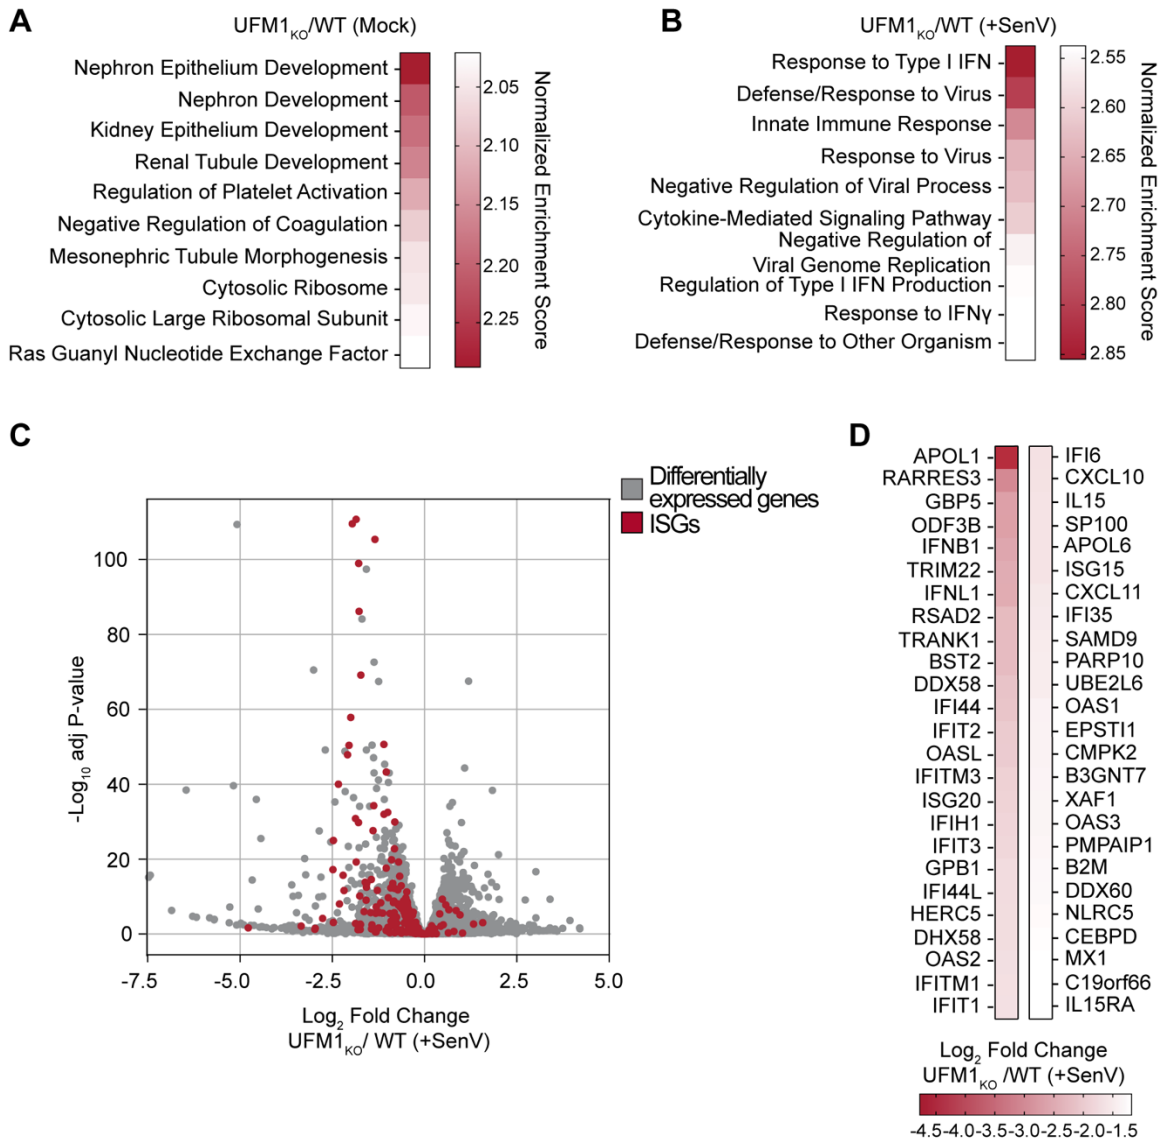 A
UFM1KO/WT (Mock)
Nephron Epithelium Development
Nephron Development
Kidney Epithelium Development
Renal Tubule Development
Regulation of Platelet Activation
Negative Regulation of Coagulation
Mesonephric Tubule Morphogenesis
Cytosolic Ribosome
Cytosolic Large Ribosomal Subunit
Ras Guanyl Nucleotide Exchange Factor
2.05
2.10
2.15
2.20
2.25
Normalized Enrichment Score
B
UFM1KO/WT (+SenV)
Response to Type I IFN
Defense/Response to Virus
Innate Immune Response
Response to Virus
Negative Regulation of Viral Process
Cytokine-Mediated Signaling Pathway
Negative Regulation of
Viral Genome Replication
Regulation of Type I IFN Production
Response to IFNγ
Defense/Response to Other Organism
2.55
2.60
2.65
2.70
2.75
2.80
2.85
Normalized Enrichment Score
C
Differentially
expressed genes
ISGs
-Log10 adj P-value
100
80
60
40
20
0
-7.5
-5.0
-2.5
0.0
2.5
5.0
Log2 Fold Change
UFM1KO/ WT (+SenV)
D
APOL1
RARRES3
GBP5
ODF3B
IFNB1
TRIM22
IFNL1
RSAD2
TRANK1
BST2
DDX58
IFI44
IFIT2
OASL
IFITM3
ISG20
IFIH1
IFIT3
GPB1
IFI44L
HERC5
DHX58
OAS2
IFITM1
IFIT1
IFI6
CXCL10
IL15
SP100
APOL6
ISG15
CXCL11
IFI35
SAMD9
PARP10
UBE2L6
OAS1
EPSTI1
CMPK2
B3GNT7
XAF1
OAS3
PMPAIP1
B2M
DDX60
NLRC5
CEBPD
MX1
C19orf66
IL15RA
Log2 Fold Change
UFM1KO /WT (+SenV)
-4.5 -4.0 -3.5 -3.0 -2.5 -2.0 -1.5